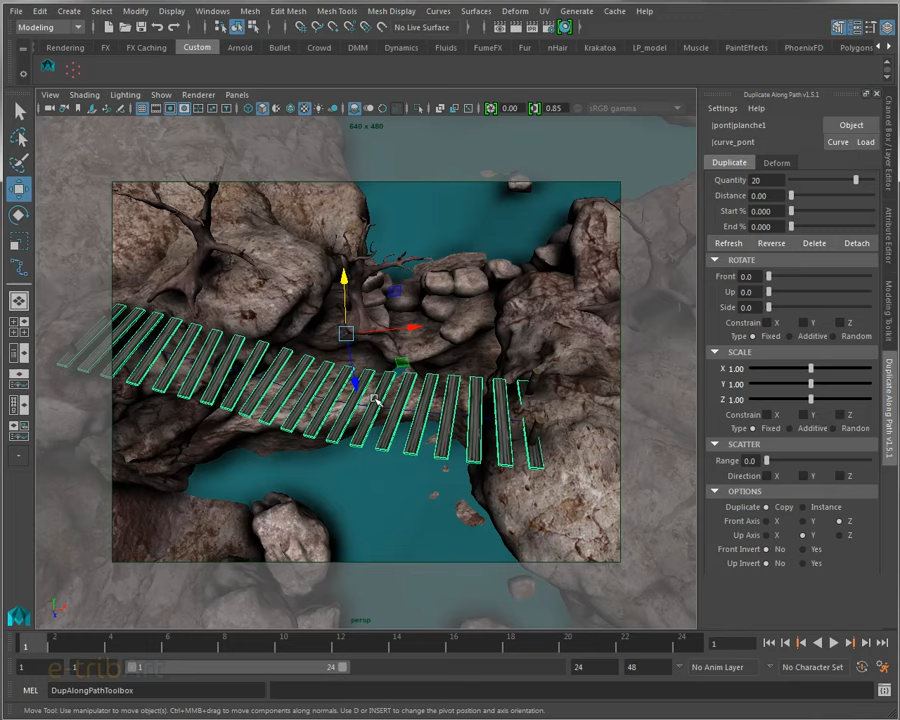 File Edit Create Select Modify Display Windows Mesh Edit Mesh Mesh Tools Mesh Display Curves Surfaces Deform UV Generate Cache Help
Modeling
No Live Surface
Rendering FX FX Caching Custom Arnold Bullet Crowd DMM Dynamics Fluids FumeFX Fur nHair Krakatoa LP_model Muscle PaintEffects PhoenixFD Polygons
View Shading Lighting Show Renderer Panels
0.00 0.85 sRGB gamma
640 x 480
persp
Duplicate Along Path v1.5.1
Settings Help
|pont|planche1 Object
|curve_pont Curve Load
Duplicate Deform
Quantity 20
Distance 0.00
Start % 0.000
End % 0.000
Refresh Reverse Delete Detach
ROTATE
Front 0.0
Up 0.0
Side 0.0
Constrain X Y Z
Type Fixed Additive Random
SCALE
X 1.00
Y 1.00
Z 1.00
Constrain X Y Z
Type Fixed Additive Randon
SCATTER
Range 0.0
Direction X Y Z
OPTIONS
Duplicate Copy Instance
Front Axis X Y Z
Up Axis X Y Z
Front Invert No Yes
Up Invert No Yes
Channel Box / Layer Editor
Attribute Editor
Modeling Toolkit
Duplicate Along Path v1.5.1
1 2 4 6 8 10 12 14 16 18 20 22 24 1
1 1 1 24 24 48 No Anim Layer No Character Set
e-tribArt
MEL DupAlongPathToolbox
Move Tool: Use manipulator to move object(s). Ctrl+MMB+drag to move components along normals. Use D or INSERT to change the pivot position and axis orientation.